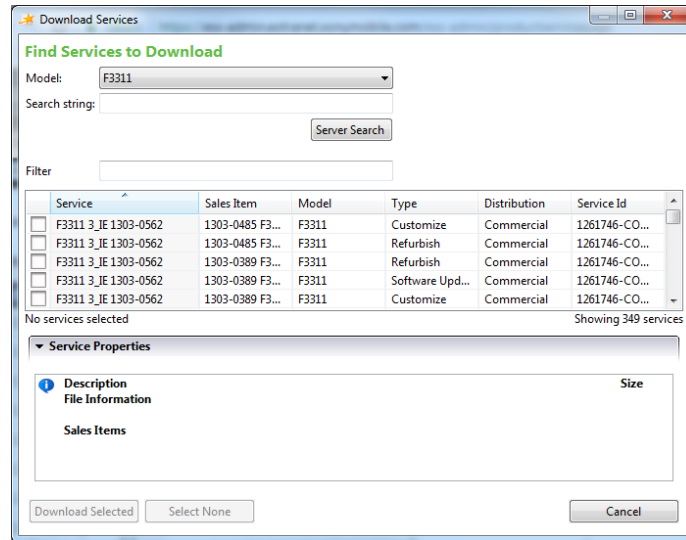 Download Services
Find Services to Download
Model: F3311
Search string:
Server Search
Filter
Service Sales Item Model Type Distribution Service Id
F3311 3_IE 1303-0562 1303-0485 F3... F3311 Customize Commercial 1261746-CO...
F3311 3_IE 1303-0562 1303-0485 F3... F3311 Refurbish Commercial 1261746-CO...
F3311 3_IE 1303-0562 1303-0389 F3... F3311 Refurbish Commercial 1261746-CO...
F3311 3_IE 1303-0562 1303-0389 F3... F3311 Software Upd... Commercial 1261746-CO...
F3311 3_IE 1303-0562 1303-0389 F3... F3311 Customize Commercial 1261746-CO...
No services selected Showing 349 services
Service Properties
Description Size
File Information
Sales Items
Download Selected Select None Cancel